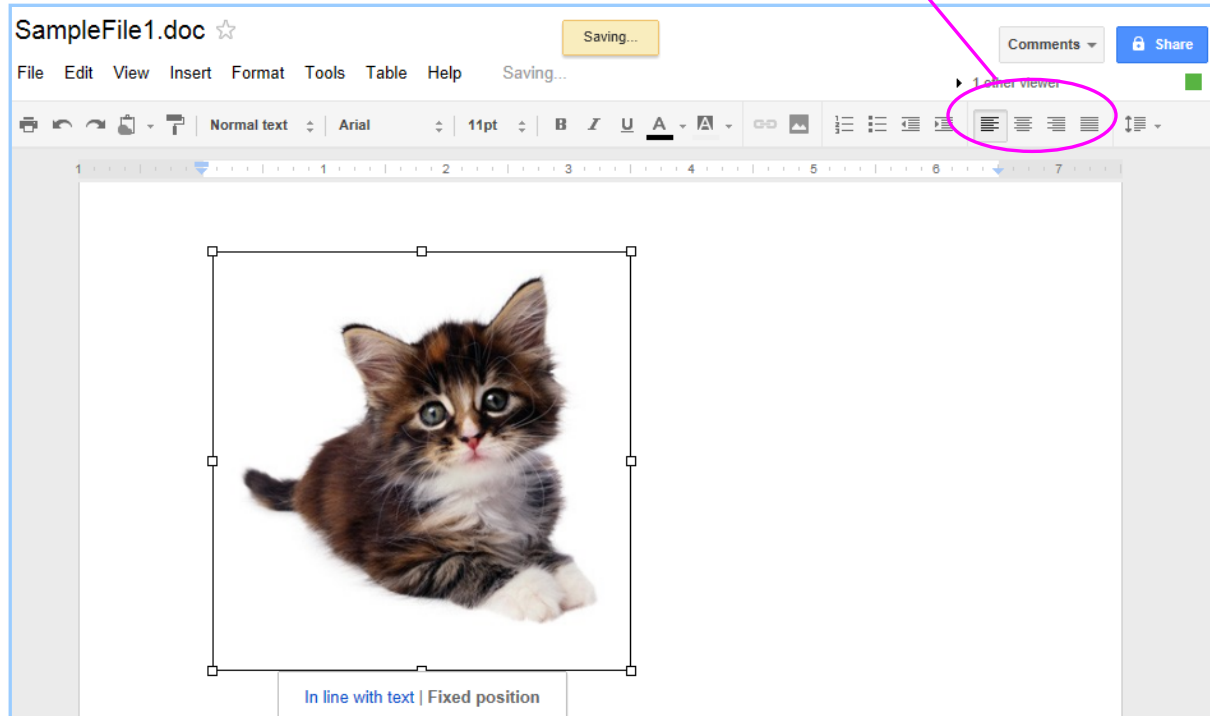 SampleFile1.doc
Saving...
Comments
Share
File Edit View Insert Format Tools Table Help Saving...
1 other viewer
Normal text Arial 11pt B I U A A
1 1 2 3 4 5 6 7
In line with text | Fixed position